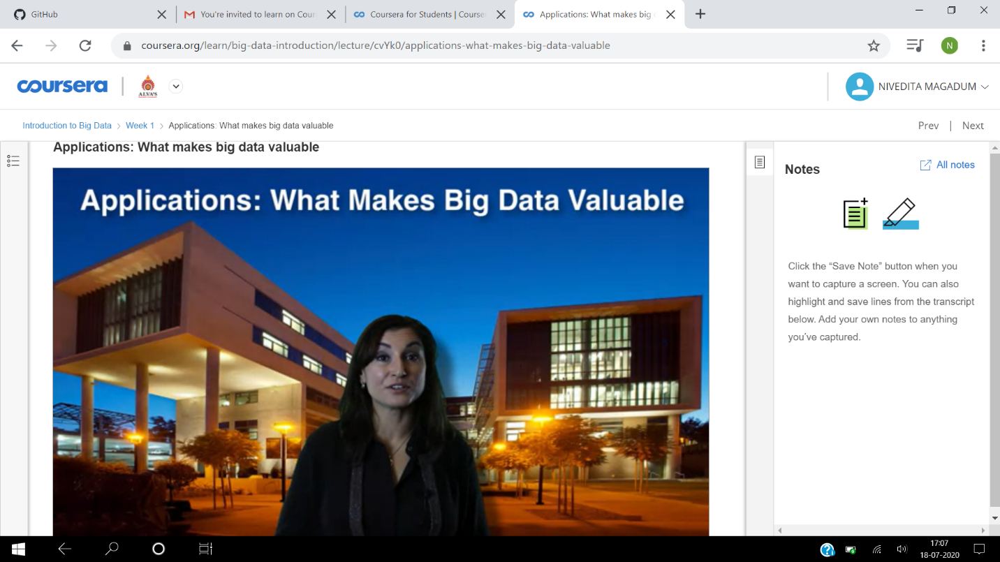 GitHub
You're invited to learn on Cour
Coursera for Students | Course
Applications: What makes big
coursera.org/learn/big-data-introduction/lecture/cvYk0/applications-what-makes-big-data-valuable
N
coursera
ALVA'S
NIVEDITA MAGADUM
Introduction to Big Data > Week 1 > Applications: What makes big data valuable
Prev | Next
Applications: What makes big data valuable
Applications: What Makes Big Data Valuable
Notes
All notes
Click the “Save Note” button when you
want to capture a screen. You can also
highlight and save lines from the transcript
below. Add your own notes to anything
you’ve captured.
17:07
18-07-2020